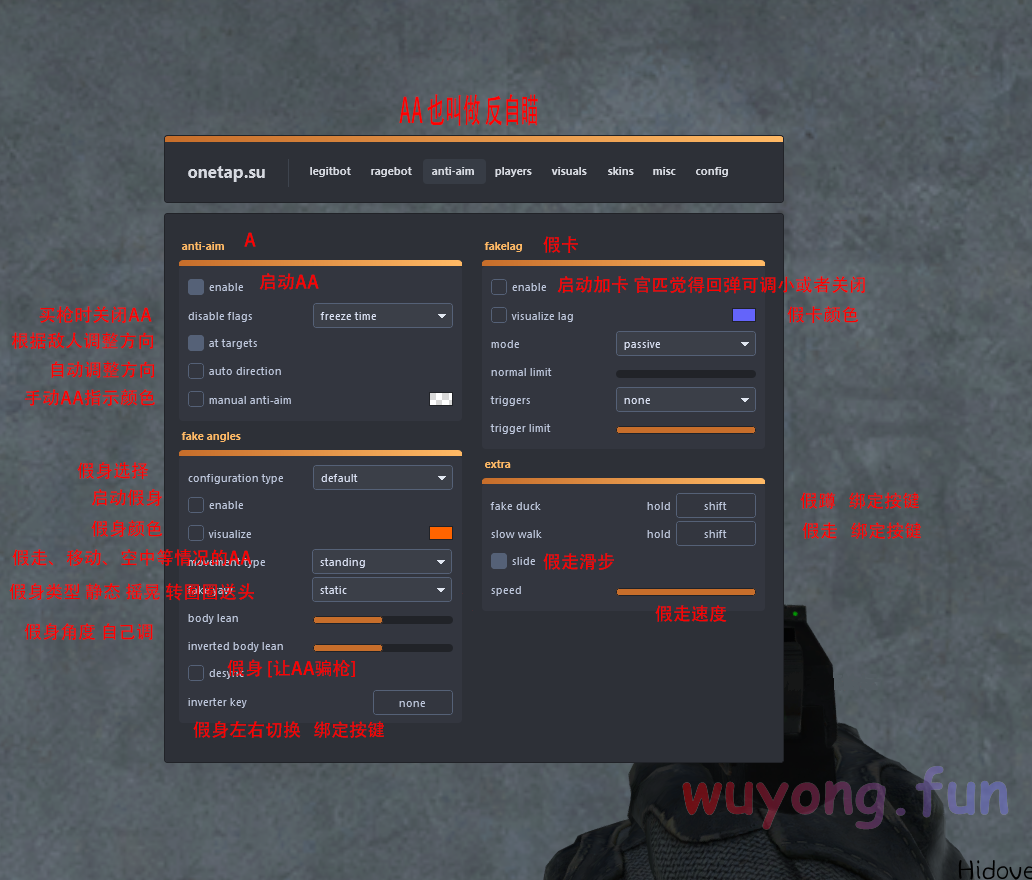 AA 也叫做 反自瞄
onetap.su legitbot ragebot anti-aim players visuals skins misc config
anti-aim A
enable 启动AA
买枪时关闭AA disable flags freeze time
根据敌人调整方向 at targets
自动调整方向 auto direction
手动AA指示颜色 manual anti-aim
fake angles
假身选择 configuration type default
启动假身 enable
假身颜色 visualize
假走、移动、空中等情况的AA movement type standing
假身类型 静态 摇晃 转圈圈送头 fake yaw static
假身角度 自己调 body lean
inverted body lean
desync 假身 [让AA骗枪]
inverter key none
假身左右切换 绑定按键
fakelag 假卡
enable 启动加卡 官匹觉得回弹可调小或者关闭
visualize lag 假卡颜色
mode passive
normal limit
triggers none
trigger limit
extra
fake duck hold shift 假蹲 绑定按键
slow walk hold shift 假走 绑定按键
slide 假走滑步
speed
假走速度
wuyong.fun
Hidove